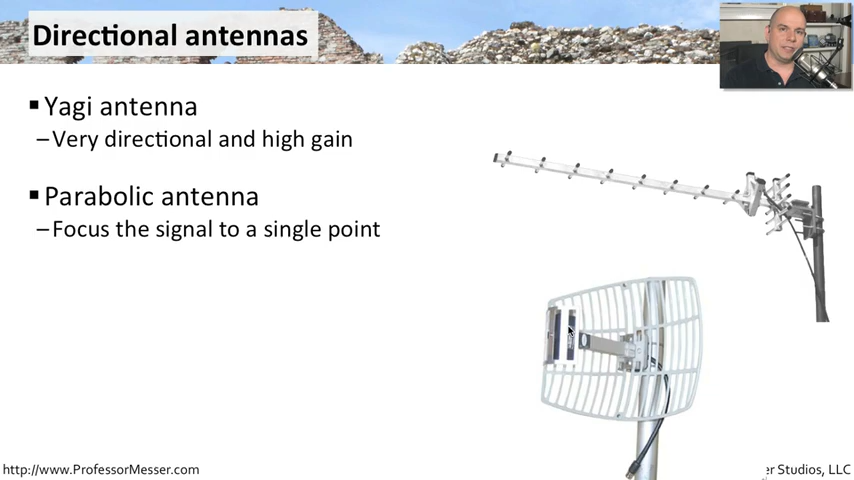 Directional antennas
▪ Yagi antenna
–Very directional and high gain
▪ Parabolic antenna
–Focus the signal to a single point
http://www.ProfessorMesser.com
Studios, LLC